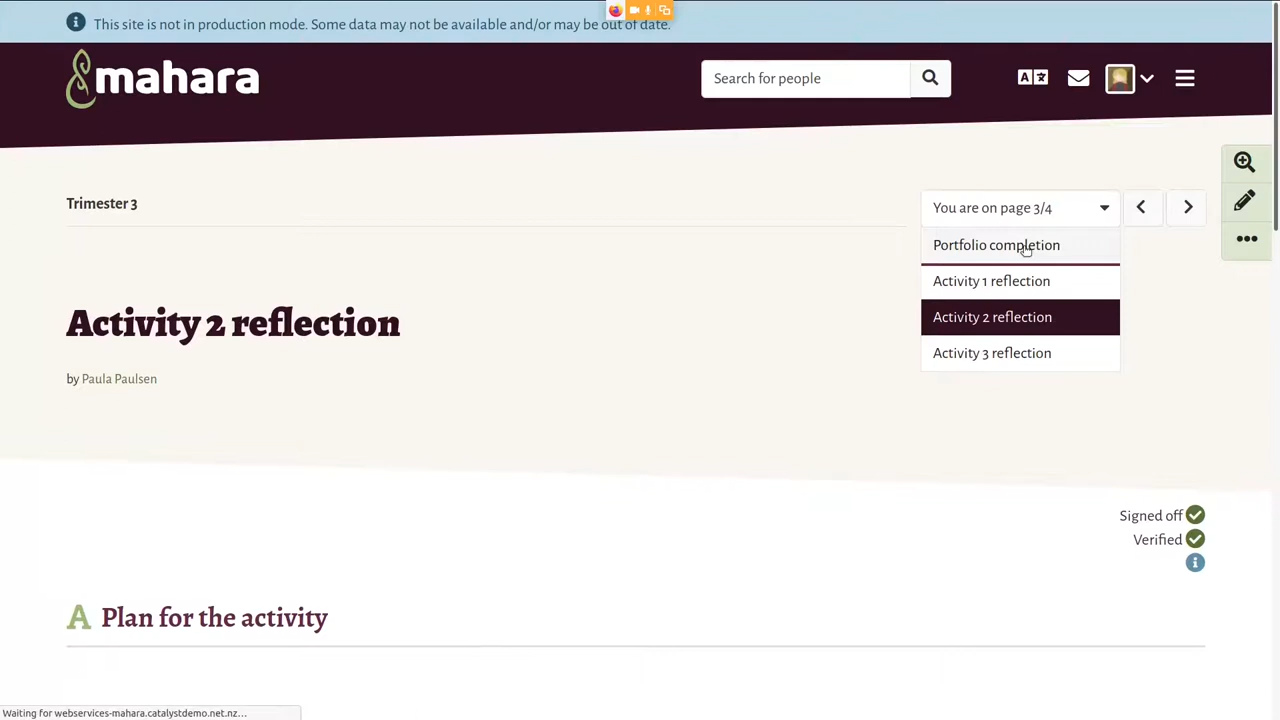 This site is not in production mode. Some data may not be available and/or may be out of date.
mahara
Search for people
Trimester 3
You are on page 3/4
Portfolio completion
Activity 1 reflection
Activity 2 reflection
Activity 3 reflection
Activity 2 reflection
by Paula Paulsen
Signed off
Verified
A Plan for the activity
Waiting for webservices-mahara.catalystdemo.net.nz...